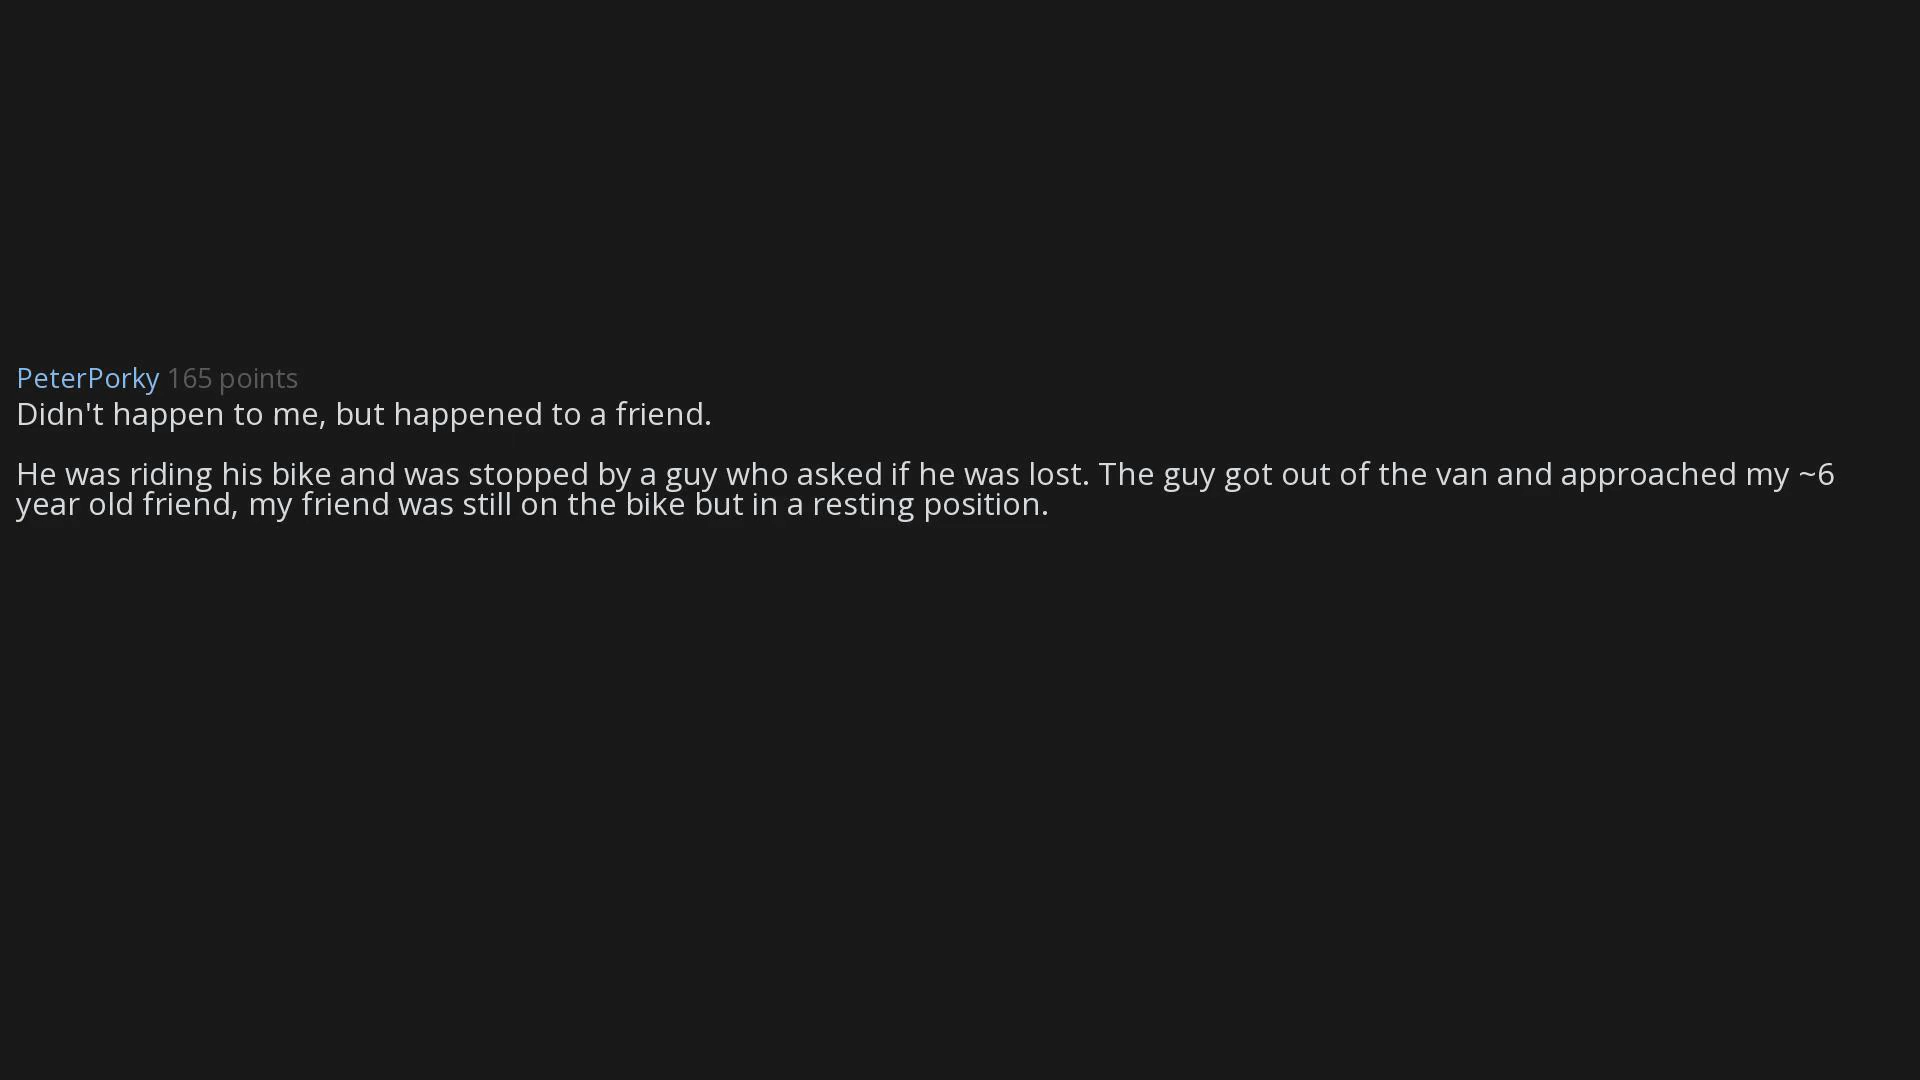 PeterPorky 165 points
Didn't happen to me, but happened to a friend.
He was riding his bike and was stopped by a guy who asked if he was lost. The guy got out of the van and approached my ~6
year old friend, my friend was still on the bike but in a resting position.